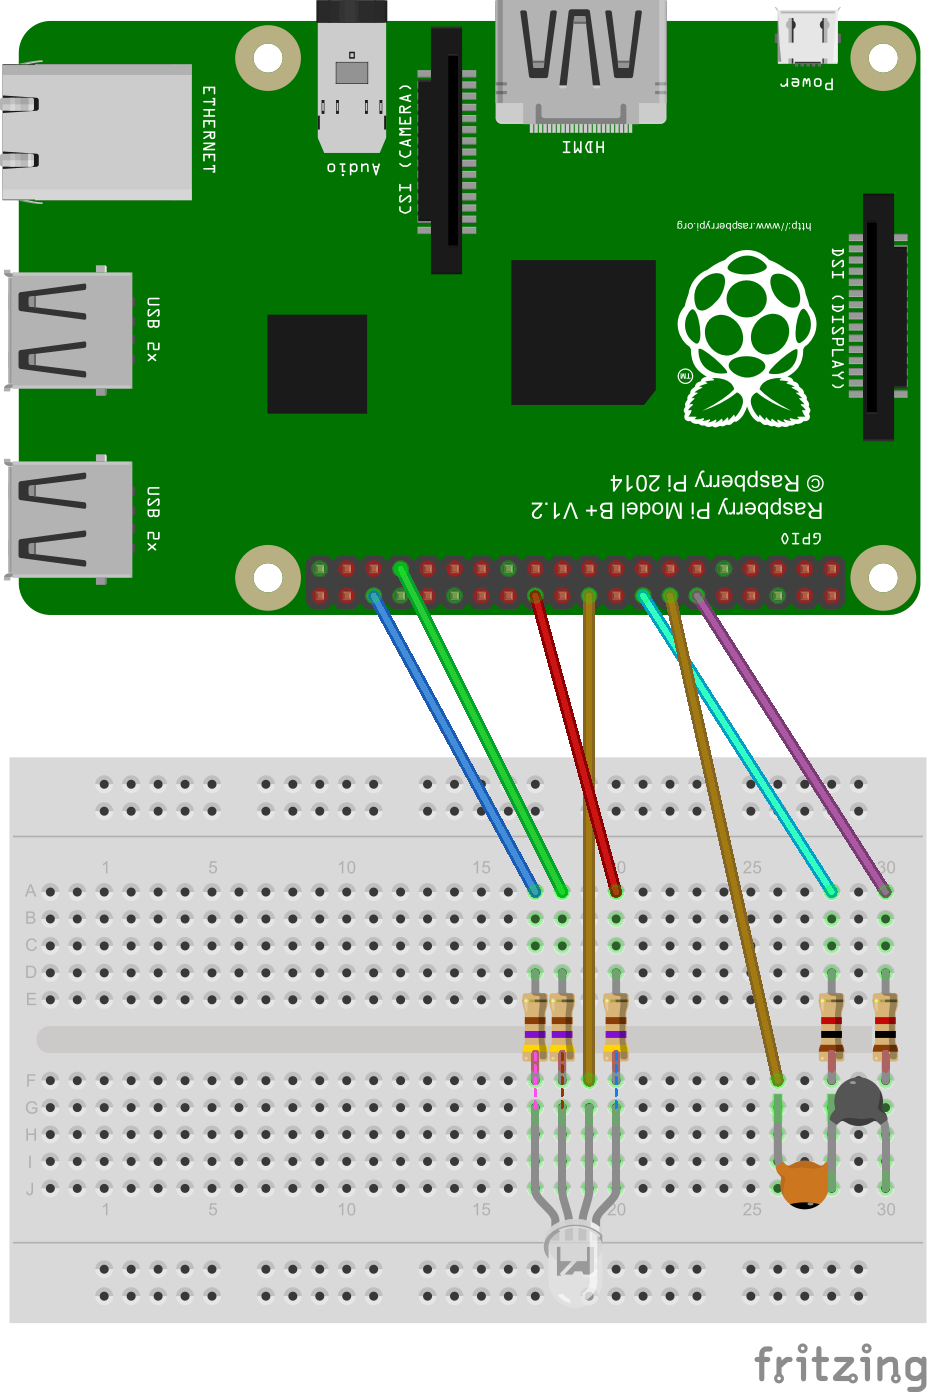 Power
ETHERNET
CSI (CAMERA)
HDMI
Audio
http://www.raspberrypi.org
DSI (DISPLAY)
USB 2x
TM
© Raspberry Pi 2014
Raspberry Pi Model B+ V1.2
USB 2x
GPIO
1 5 10 15 20 25 30
A
B
C
D
E
F
G
H
I
J
1 5 10 15 20 25 30
fritzing